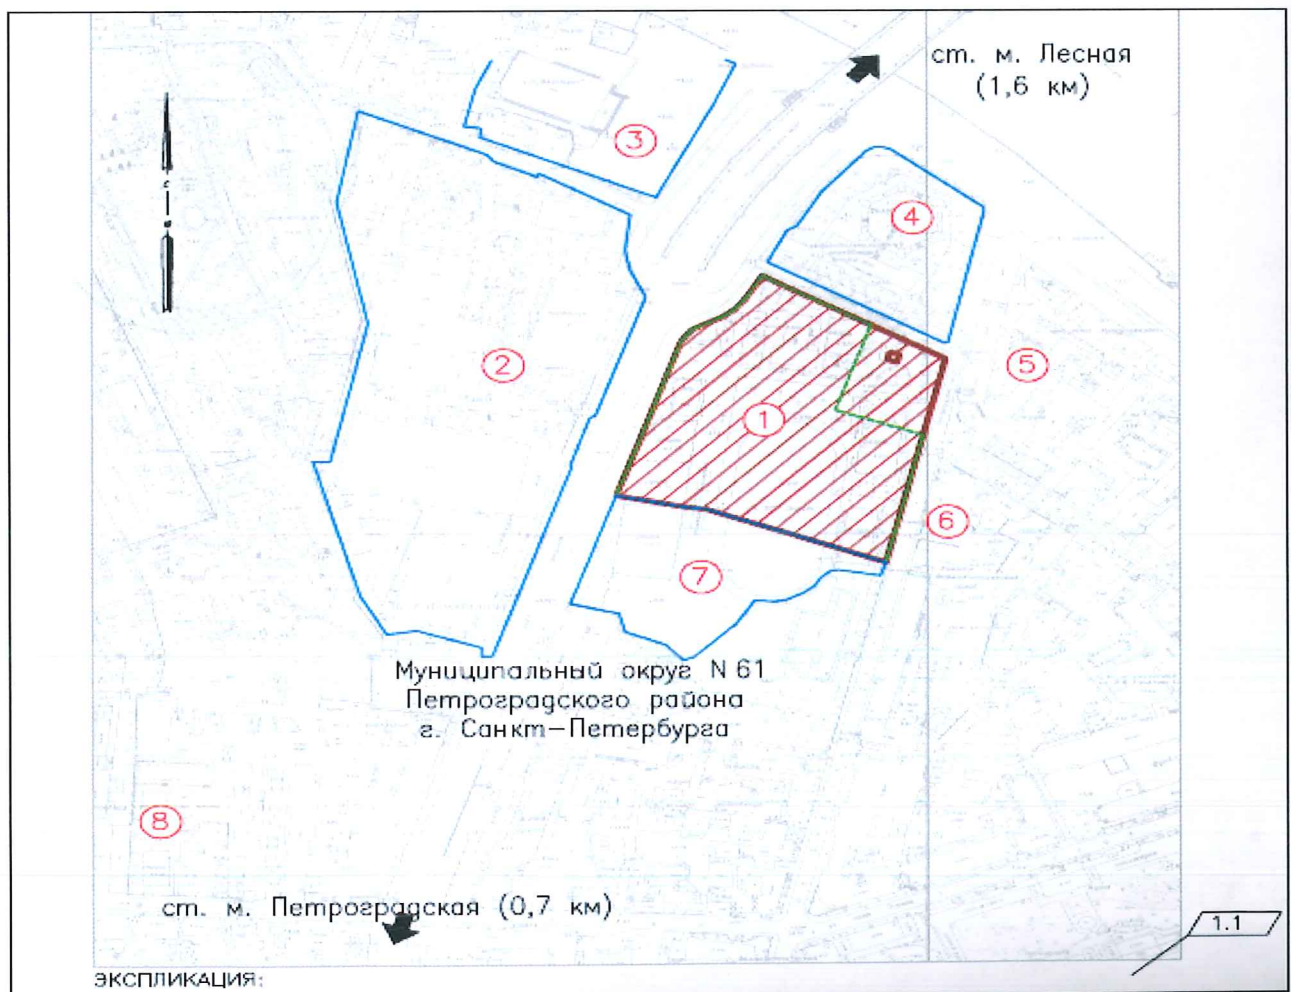 ст. м. Лесная
(1,6 км)
3
4
2
5
1
6
7
Муниципальный округ N 61
Петроградского района
г. Санкт-Петербурга
8
ст. м. Петроградская (0,7 км)
1.1
ЭКСПЛИКАЦИЯ: